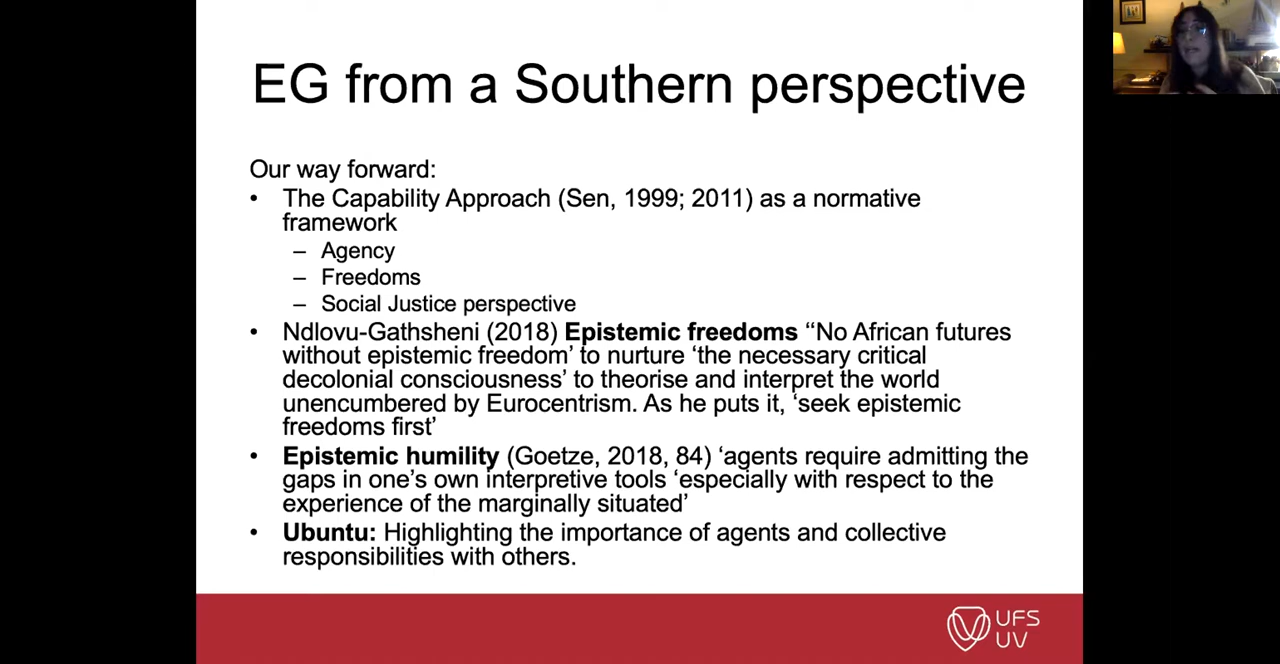 EG from a Southern perspective
Our way forward:
• The Capability Approach (Sen, 1999; 2011) as a normative
framework
– Agency
– Freedoms
– Social Justice perspective
• Ndlovu-Gathsheni (2018) Epistemic freedoms “No African futures
without epistemic freedom’ to nurture ‘the necessary critical
decolonial consciousness’ to theorise and interpret the world
unencumbered by Eurocentrism. As he puts it, ‘seek epistemic
freedoms first’
• Epistemic humility (Goetze, 2018, 84) ‘agents require admitting the
gaps in one’s own interpretive tools ‘especially with respect to the
experience of the marginally situated’
• Ubuntu: Highlighting the importance of agents and collective
responsibilities with others.
UFS
UV